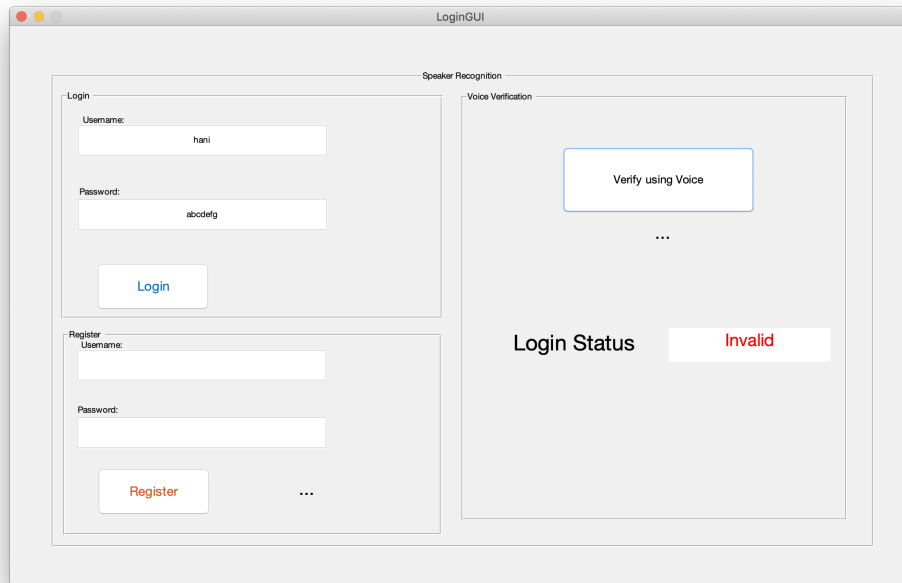 LoginGUI
Speaker Recognition
Login
Username:
hani
Password:
abcdefg
Login
Register
Username:
Password:
Register
...
Voice Verification
Verify using Voice
...
Login Status
Invalid